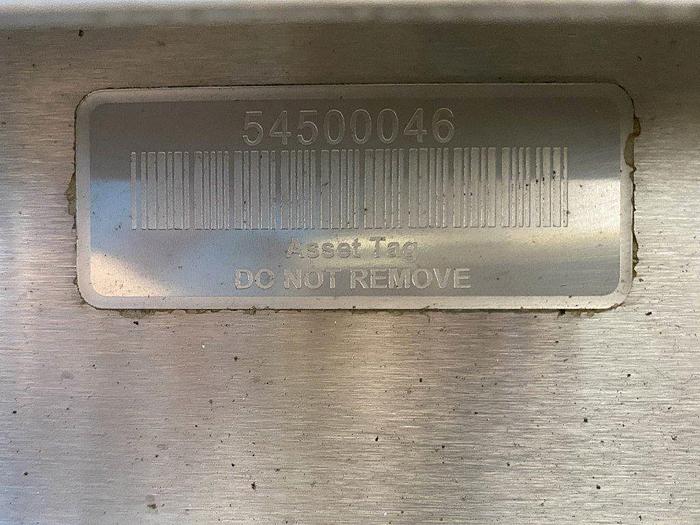 54500046
Asset Tag
DO NOT REMOVE